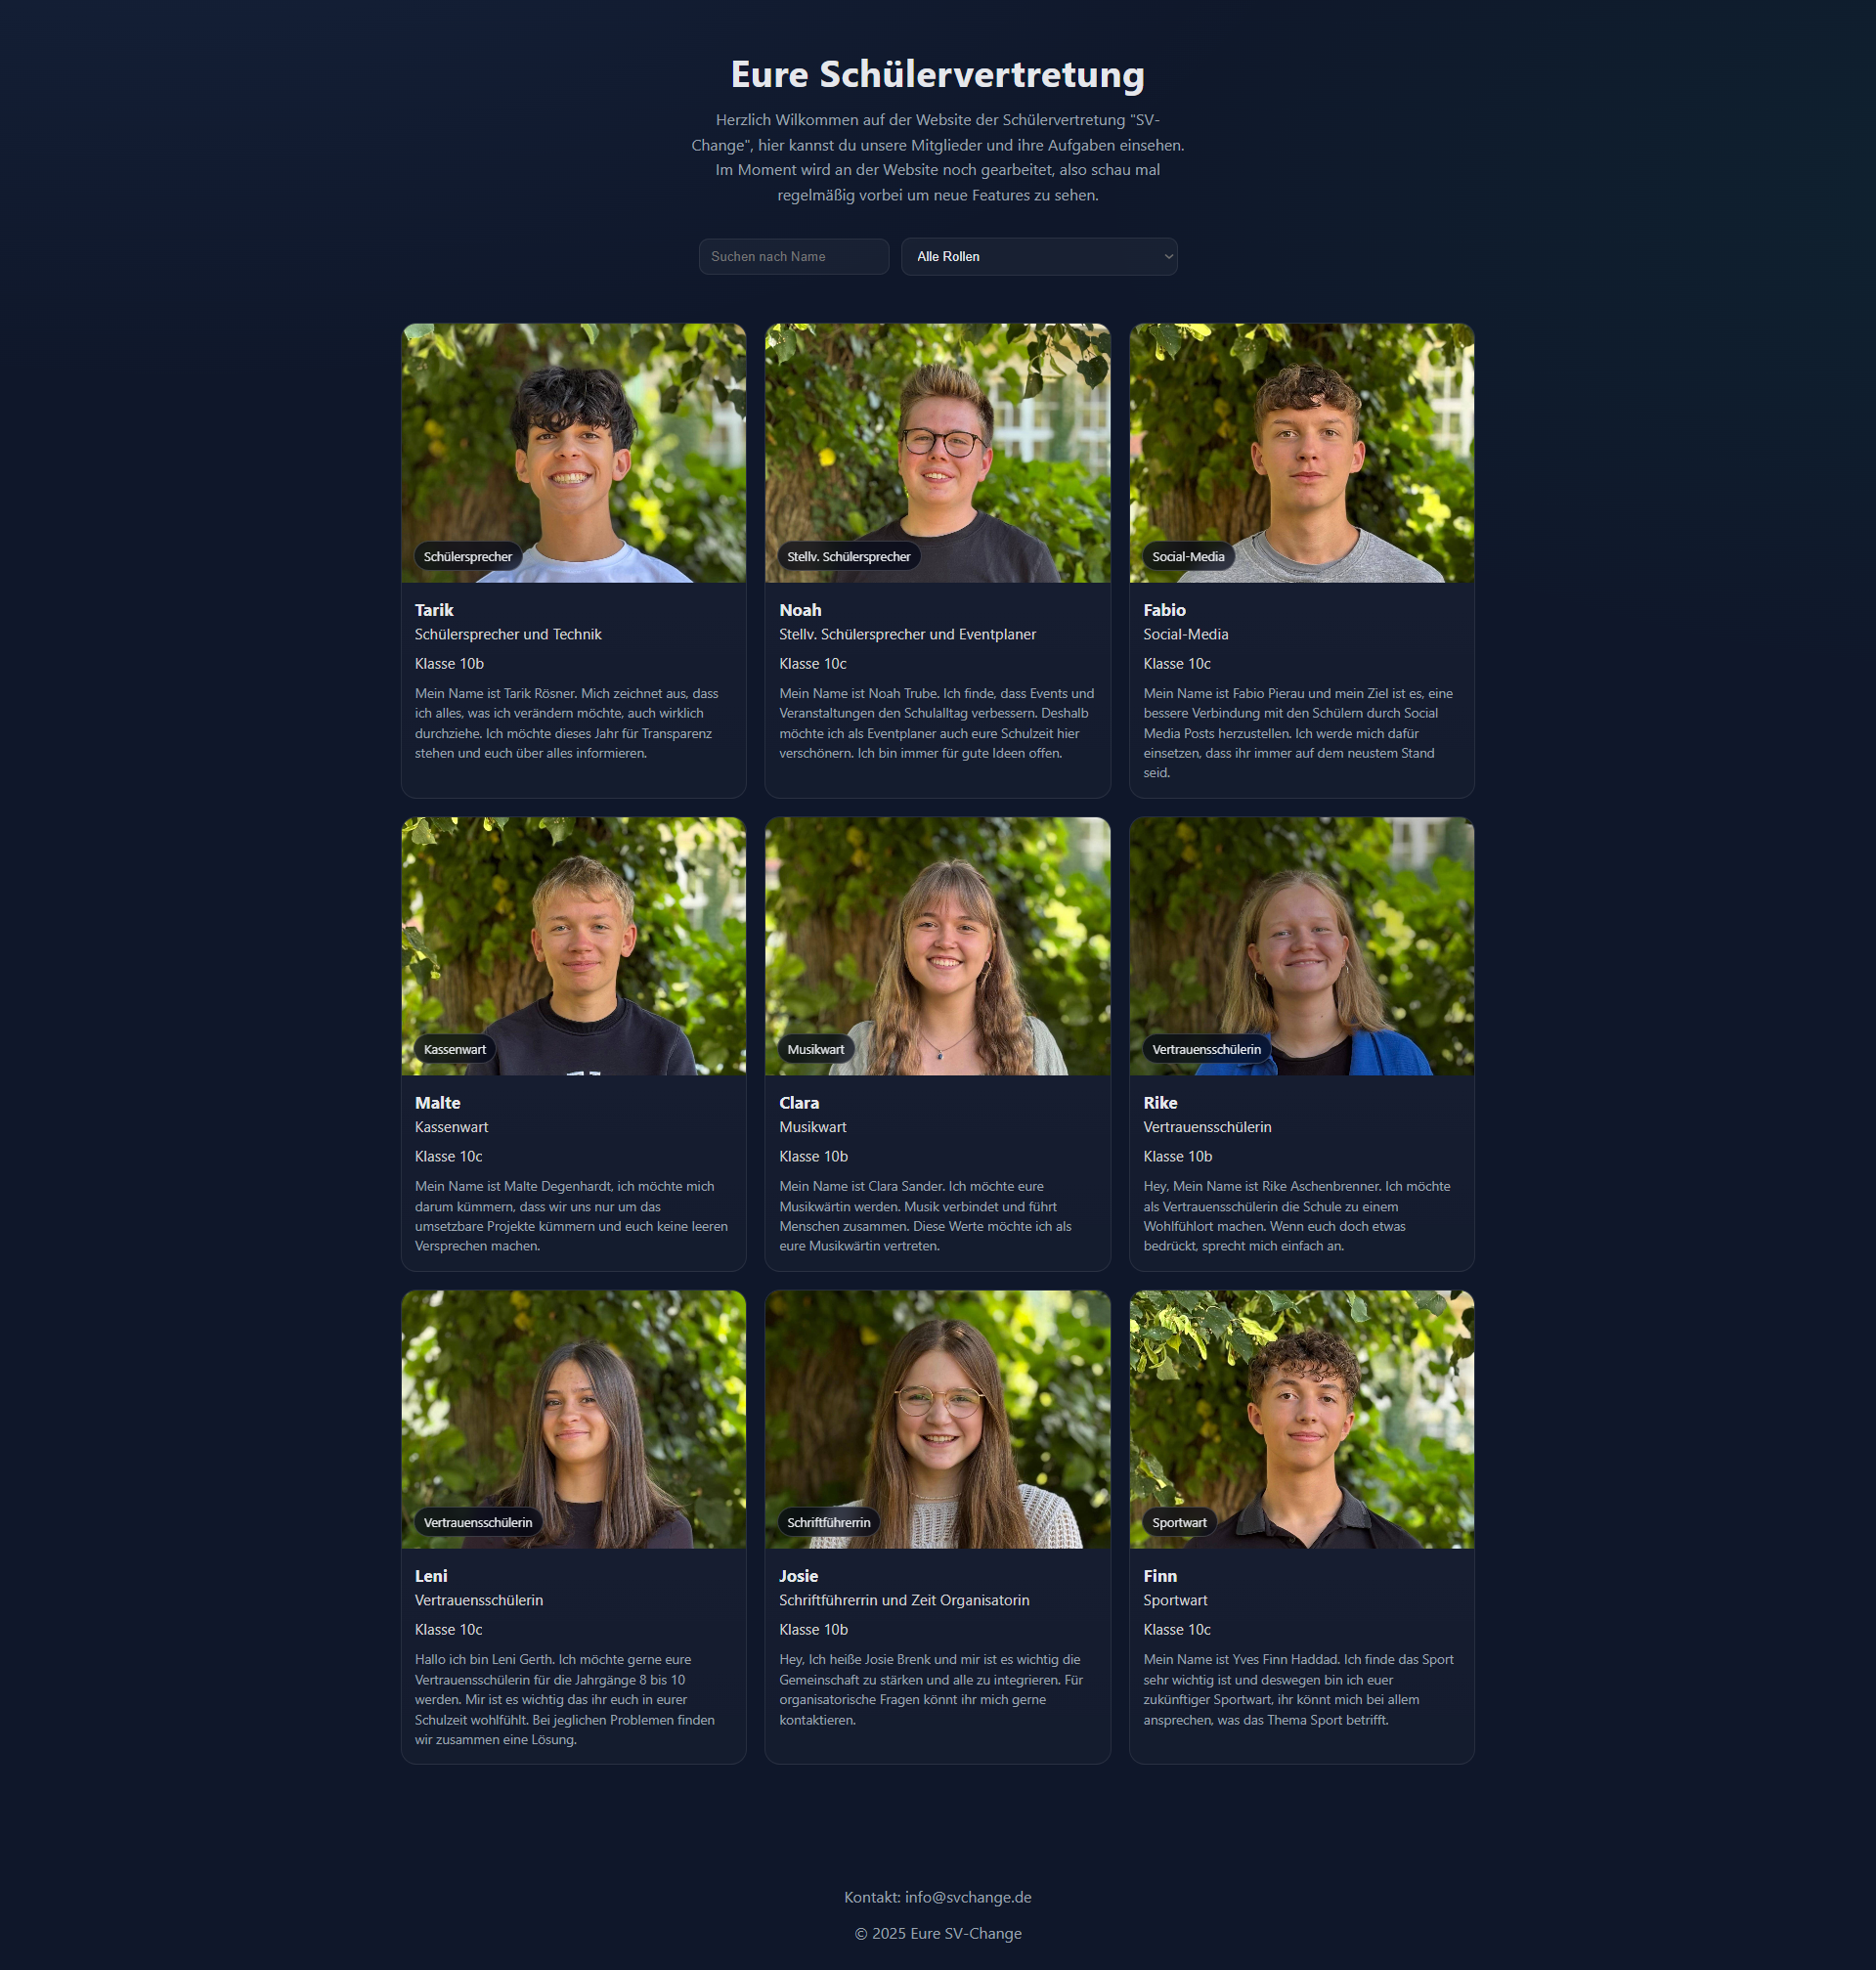 Eure Schülervertretung
Herzlich Wilkommen auf der Website der Schülervertretung "SV-
Change", hier kannst du unsere Mitglieder und ihre Aufgaben einsehen.
Im Moment wird an der Website noch gearbeitet, also schau mal
regelmäßig vorbei um neue Features zu sehen.
Suchen nach Name
Alle Rollen
Schülersprecher
Tarik
Schülersprecher und Technik
Klasse 10b
Mein Name ist Tarik Rösner. Mich zeichnet aus, dass
ich alles, was ich verändern möchte, auch wirklich
durchziehe. Ich möchte dieses Jahr für Transparenz
stehen und euch über alles informieren.
Stellv. Schülersprecher
Noah
Stellv. Schülersprecher und Eventplaner
Klasse 10c
Mein Name ist Noah Trube. Ich finde, dass Events und
Veranstaltungen den Schulalltag verbessern. Deshalb
möchte ich als Eventplaner auch eure Schulzeit hier
verschönern. Ich bin immer für gute Ideen offen.
Social-Media
Fabio
Social-Media
Klasse 10c
Mein Name ist Fabio Pierau und mein Ziel ist es, eine
bessere Verbindung mit den Schülern durch Social
Media Posts herzustellen. Ich werde mich dafür
einsetzen, dass ihr immer auf dem neustem Stand
seid.
Kassenwart
Malte
Kassenwart
Klasse 10c
Mein Name ist Malte Degenhardt, ich möchte mich
darum kümmern, dass wir uns nur um das
umsetzbare Projekte kümmern und euch keine leeren
Versprechen machen.
Musikwart
Clara
Musikwart
Klasse 10b
Mein Name ist Clara Sander. Ich möchte eure
Musikwärtin werden. Musik verbindet und führt
Menschen zusammen. Diese Werte möchte ich als
eure Musikwärtin vertreten.
Vertrauensschülerin
Rike
Vertrauensschülerin
Klasse 10b
Hey, Mein Name ist Rike Aschenbrenner. Ich möchte
als Vertrauensschülerin die Schule zu einem
Wohlfühlort machen. Wenn euch doch etwas
bedrückt, sprecht mich einfach an.
Vertrauensschülerin
Leni
Vertrauensschülerin
Klasse 10c
Hallo ich bin Leni Gerth. Ich möchte gerne eure
Vertrauensschülerin für die Jahrgänge 8 bis 10
werden. Mir ist es wichtig das ihr euch in eurer
Schulzeit wohlfühlt. Bei jeglichen Problemen finden
wir zusammen eine Lösung.
Schriftführerrin
Josie
Schriftführerrin und Zeit Organisatorin
Klasse 10b
Hey, Ich heiße Josie Brenk und mir ist es wichtig die
Gemeinschaft zu stärken und alle zu integrieren. Für
organisatorische Fragen könnt ihr mich gerne
kontaktieren.
Sportwart
Finn
Sportwart
Klasse 10c
Mein Name ist Yves Finn Haddad. Ich finde das Sport
sehr wichtig ist und deswegen bin ich euer
zukünftiger Sportwart, ihr könnt mich bei allem
ansprechen, was das Thema Sport betrifft.
Kontakt: info@svchange.de
© 2025 Eure SV-Change